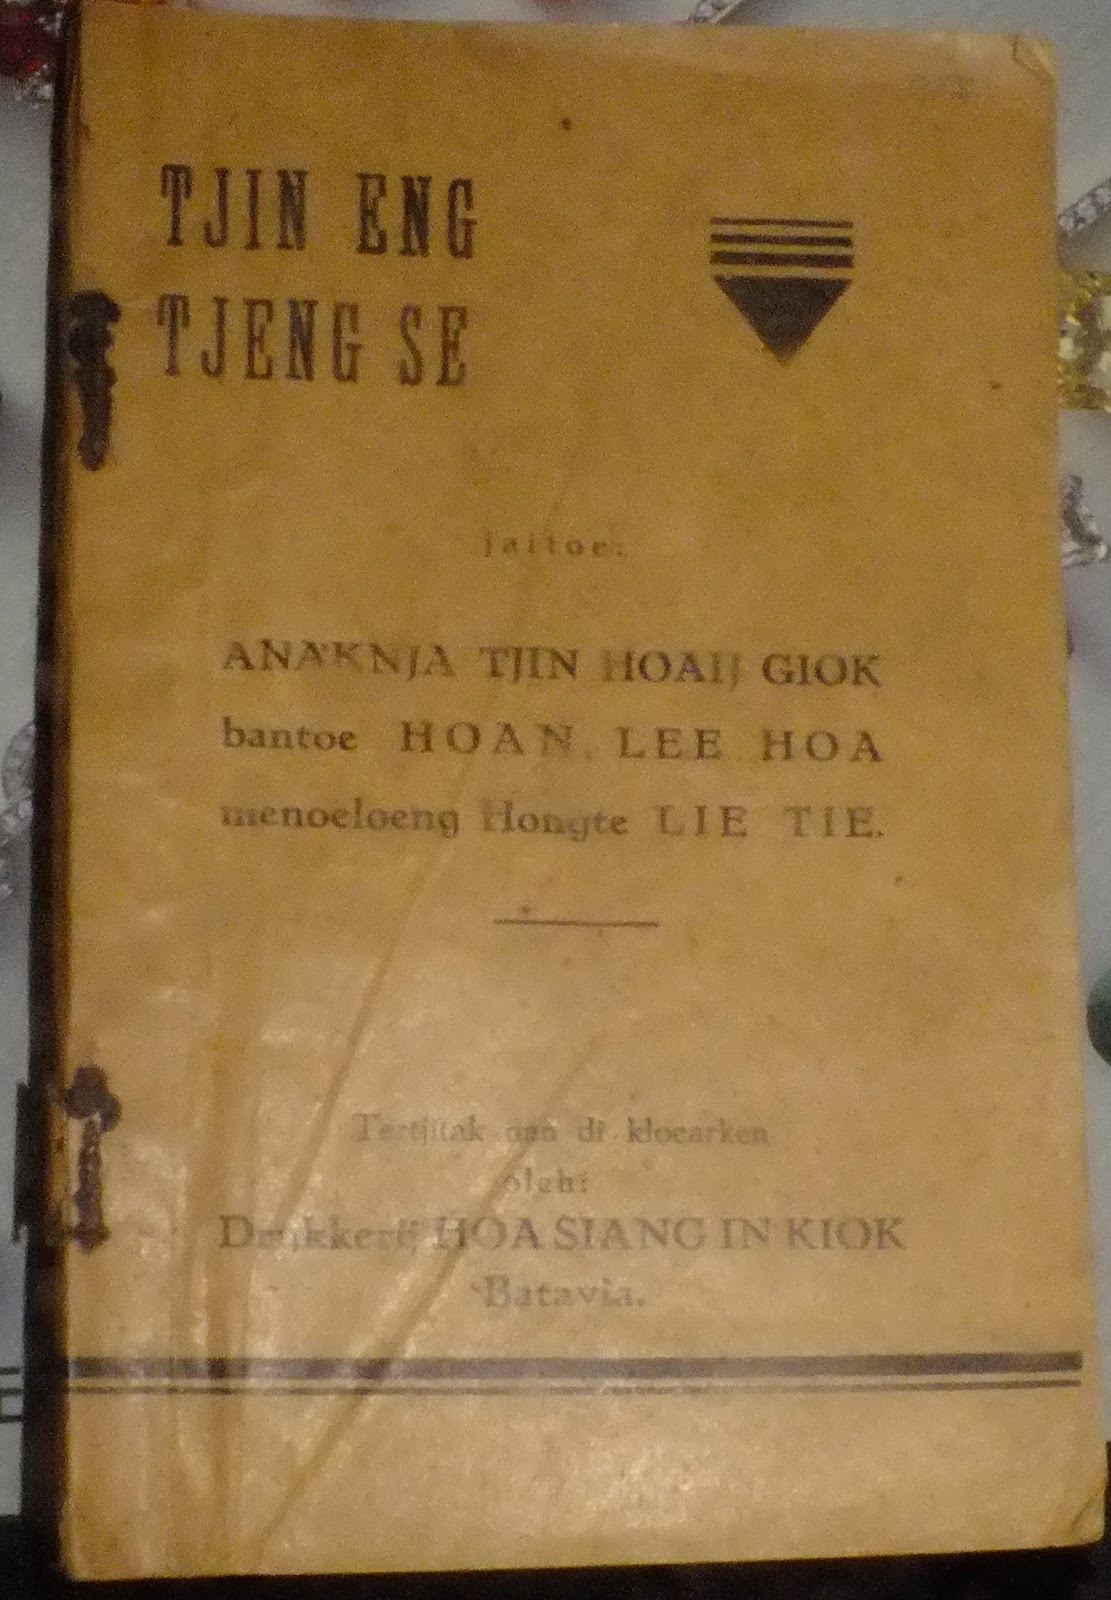 TJIN ENG
TJENG SE
jaitoe:
ANAKNJA TJIN HOAIJ GIOK
bantoe HOAN LEE HOA
menoeloeng Hongte LIE TIE.
Tertjitak dan di kloearken
oleh:
Drukkerij HOA SIANG IN KIOK
Batavia.